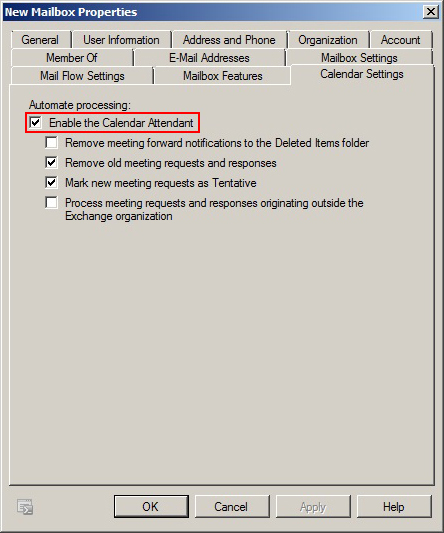 New Mailbox Properties
General
User Information
Address and Phone
Organization
Account
Member Of
E-Mail Addresses
Mailbox Settings
Mail Flow Settings
Mailbox Features
Calendar Settings
Automate processing:
Enable the Calendar Attendant
Remove meeting forward notifications to the Deleted Items folder
Remove old meeting requests and responses
Mark new meeting requests as Tentative
Process meeting requests and responses originating outside the
Exchange organization
OK
Cancel
Apply
Help